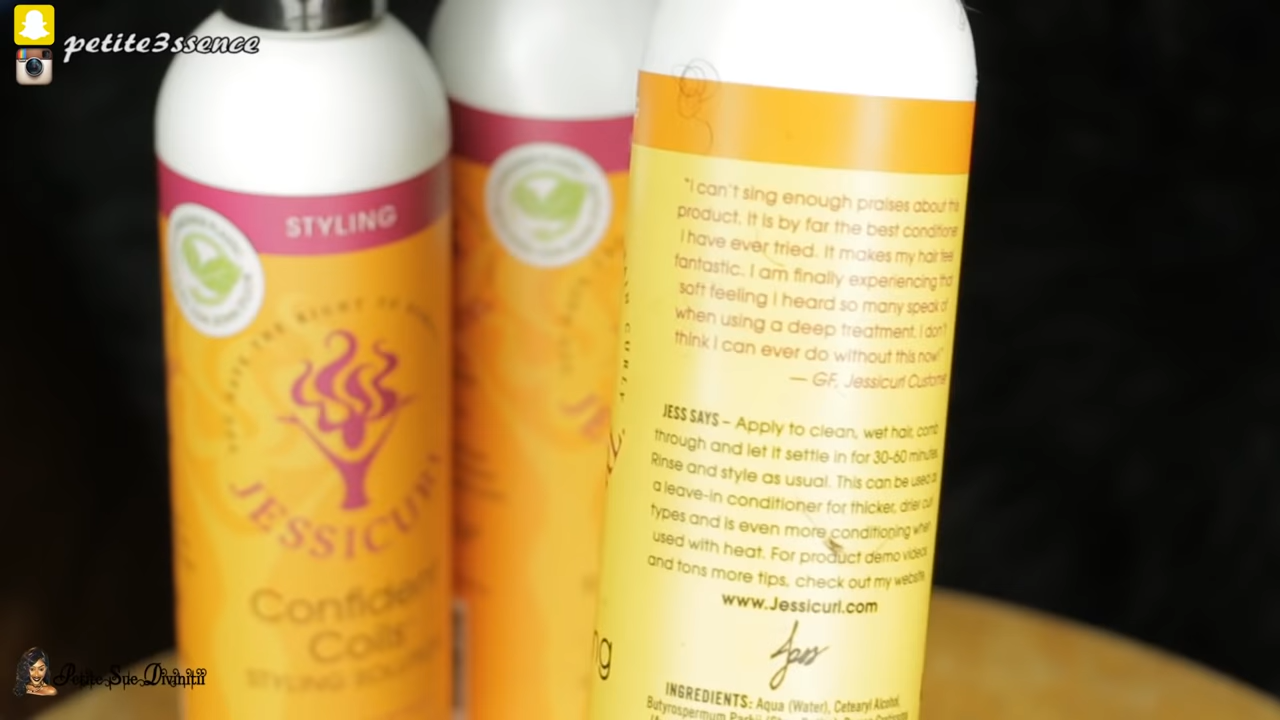 petite3ssence
STYLING
JESSICURL
Confident
Coils
STYLING
"I can't sing enough praises about this
product. It is by far the best conditioner
I have ever tried. It makes my hair feel
fantastic. I am finally experiencing that
soft feeling I heard so many speak of
when using a deep treatment. I don't
think I can ever do without this now!"
— GF, Jessicurl Customer
JESS SAYS – Apply to clean, wet hair, comb
through and let it settle in for 30-60 minutes.
Rinse and style as usual. This can be used as
a leave-in conditioner for thicker, drier curl
types and is even more conditioning when
used with heat. For product demo videos
and tons more tips, check out my website
www.Jessicurl.com
Jess
INGREDIENTS: Aqua (Water), Cetearyl Alcohol,
Butyrospermum Parkii
ng
Petite Sue Divinitii